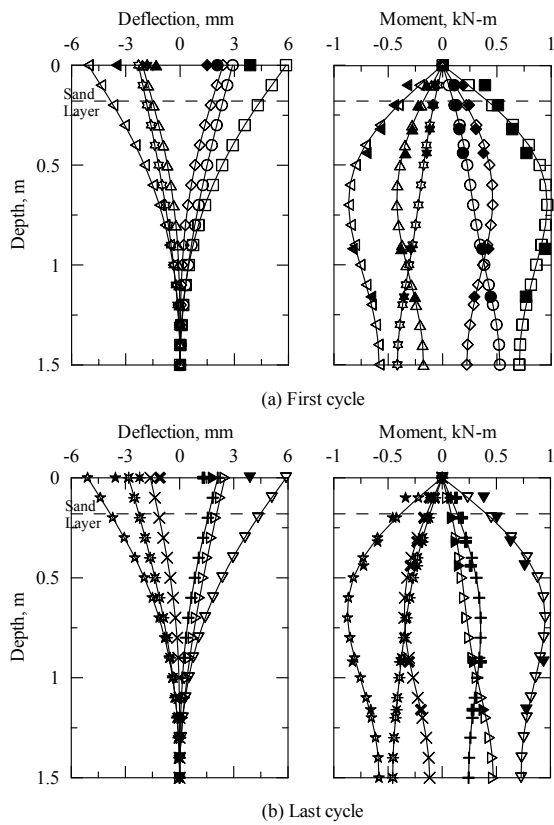 Deflection, mm
Moment, kN-m
-6 -3 0 3 6
-1 -0.5 0 0.5 1
0
Sand
Layer
0.5
Depth, m
1
1.5
(a) First cycle
Deflection, mm
Moment, kN-m
-6 -3 0 3 6
-1 -0.5 0 0.5 1
0
Sand
Layer
0.5
Depth, m
1
1.5
(b) Last cycle